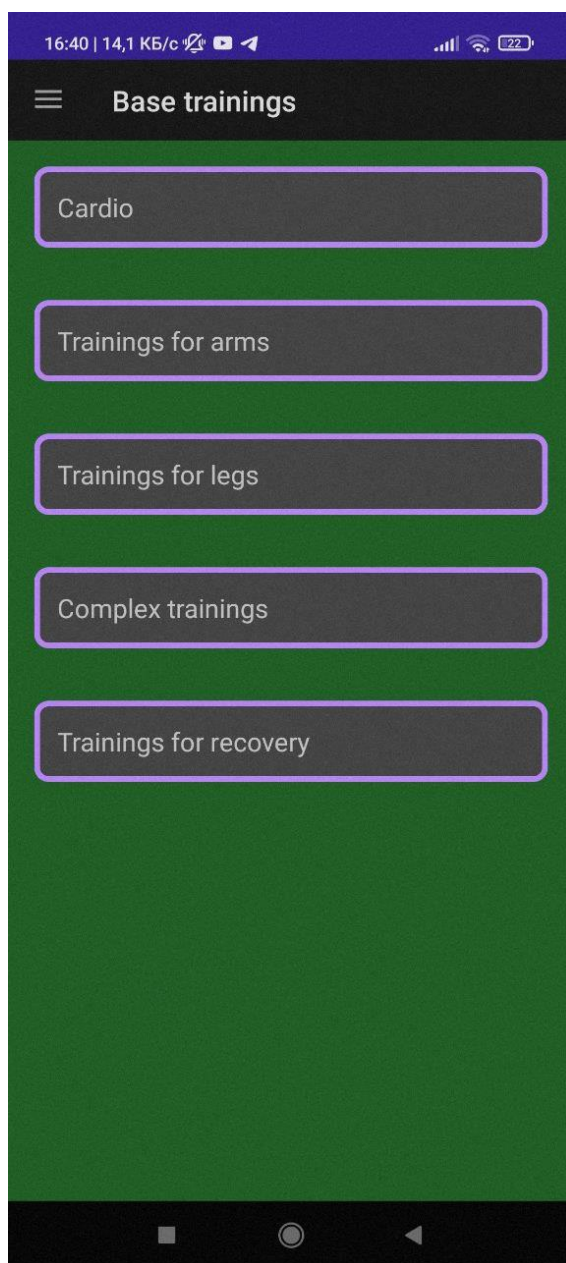 16:40 | 14,1 КБ/с 22
Base trainings
Cardio
Trainings for arms
Trainings for legs
Complex trainings
Trainings for recovery